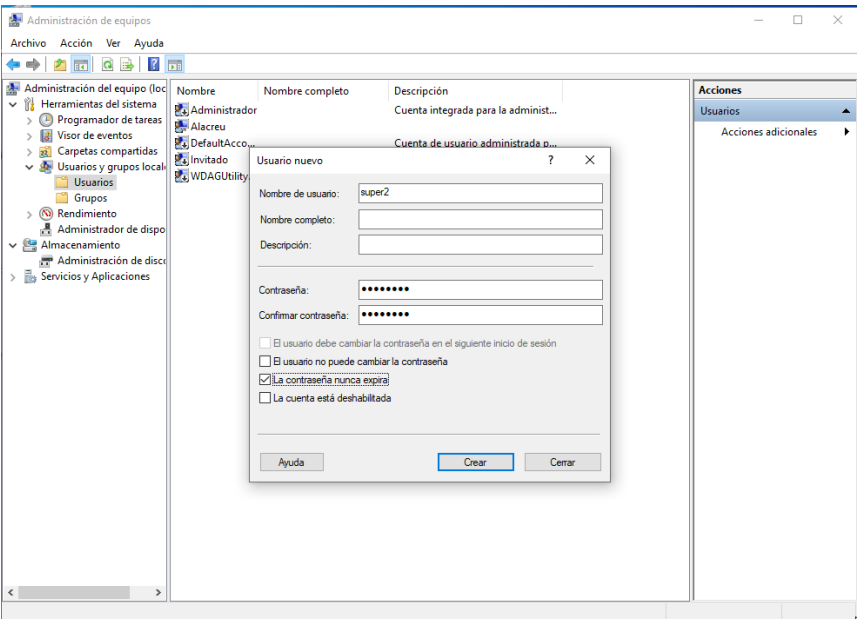 Administración de equipos
Archivo Acción Ver Ayuda
Administración del equipo (loc
Herramientas del sistema
Programador de tareas
Visor de eventos
Carpetas compartidas
Usuarios y grupos locale
Usuarios
Grupos
Rendimiento
Administrador de dispo
Almacenamiento
Administración de disco
Servicios y Aplicaciones
Nombre Nombre completo Descripción
Administrador Cuenta integrada para la administ...
Alacreu
DefaultAcco... Cuenta de usuario administrada p...
Invitado
WDAGUtility
Usuario nuevo ?
Nombre de usuario: super2
Nombre completo:
Descripción:
Contraseña: ●●●●●●●●
Confirmar contraseña: ●●●●●●●●
El usuario debe cambiar la contraseña en el siguiente inicio de sesión
El usuario no puede cambiar la contraseña
La contraseña nunca expira
La cuenta está deshabilitada
Ayuda Crear Cerrar
Acciones
Usuarios
Acciones adicionales